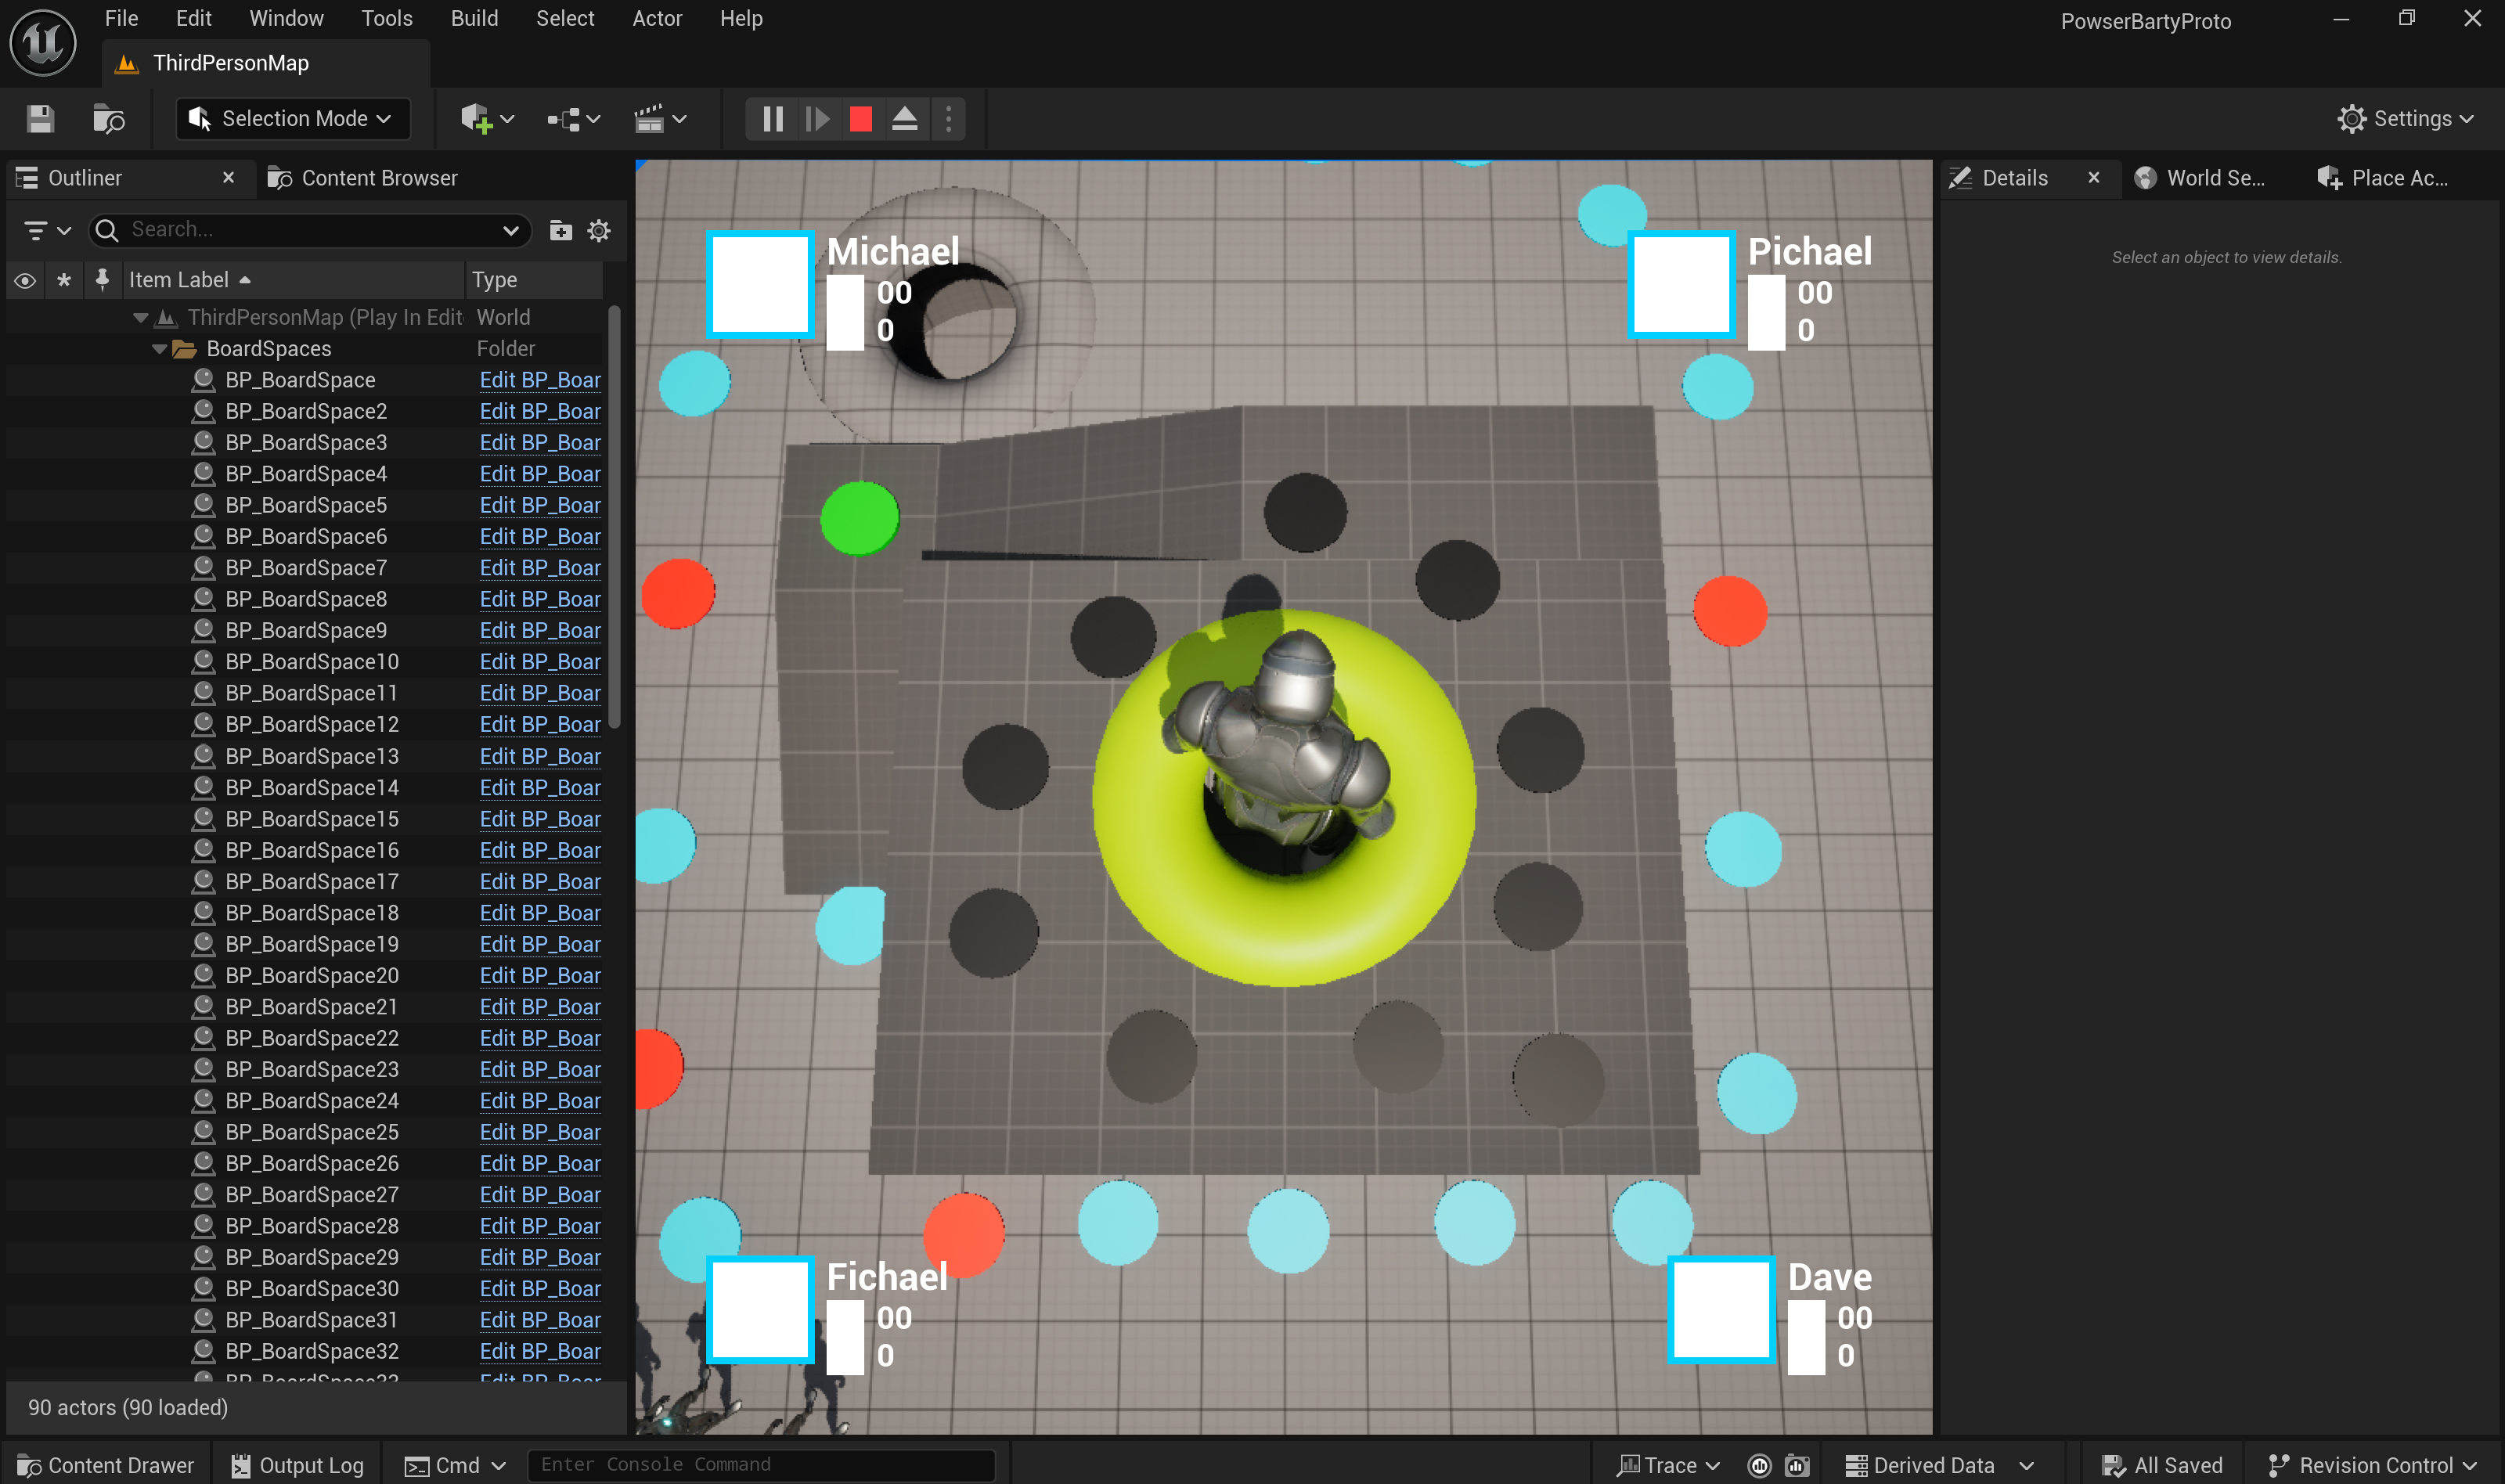 File Edit Window Tools Build Select Actor Help
PowserBartyProto
ThirdPersonMap
Selection Mode
Settings
Outliner
Content Browser
Search...
Item Label Type
ThirdPersonMap (Play In Edit World
BoardSpaces Folder
BP_BoardSpace Edit BP_Boar
BP_BoardSpace2 Edit BP_Boar
BP_BoardSpace3 Edit BP_Boar
BP_BoardSpace4 Edit BP_Boar
BP_BoardSpace5 Edit BP_Boar
BP_BoardSpace6 Edit BP_Boar
BP_BoardSpace7 Edit BP_Boar
BP_BoardSpace8 Edit BP_Boar
BP_BoardSpace9 Edit BP_Boar
BP_BoardSpace10 Edit BP_Boar
BP_BoardSpace11 Edit BP_Boar
BP_BoardSpace12 Edit BP_Boar
BP_BoardSpace13 Edit BP_Boar
BP_BoardSpace14 Edit BP_Boar
BP_BoardSpace15 Edit BP_Boar
BP_BoardSpace16 Edit BP_Boar
BP_BoardSpace17 Edit BP_Boar
BP_BoardSpace18 Edit BP_Boar
BP_BoardSpace19 Edit BP_Boar
BP_BoardSpace20 Edit BP_Boar
BP_BoardSpace21 Edit BP_Boar
BP_BoardSpace22 Edit BP_Boar
BP_BoardSpace23 Edit BP_Boar
BP_BoardSpace24 Edit BP_Boar
BP_BoardSpace25 Edit BP_Boar
BP_BoardSpace26 Edit BP_Boar
BP_BoardSpace27 Edit BP_Boar
BP_BoardSpace28 Edit BP_Boar
BP_BoardSpace29 Edit BP_Boar
BP_BoardSpace30 Edit BP_Boar
BP_BoardSpace31 Edit BP_Boar
BP_BoardSpace32 Edit BP_Boar
90 actors (90 loaded)
Michael
00
0
Pichael
00
0
Fichael
00
0
Dave
00
0
Details
World Se...
Place Ac...
Select an object to view details.
Content Drawer
Output Log
Cmd
Enter Console Command
Trace
Derived Data
All Saved
Revision Control